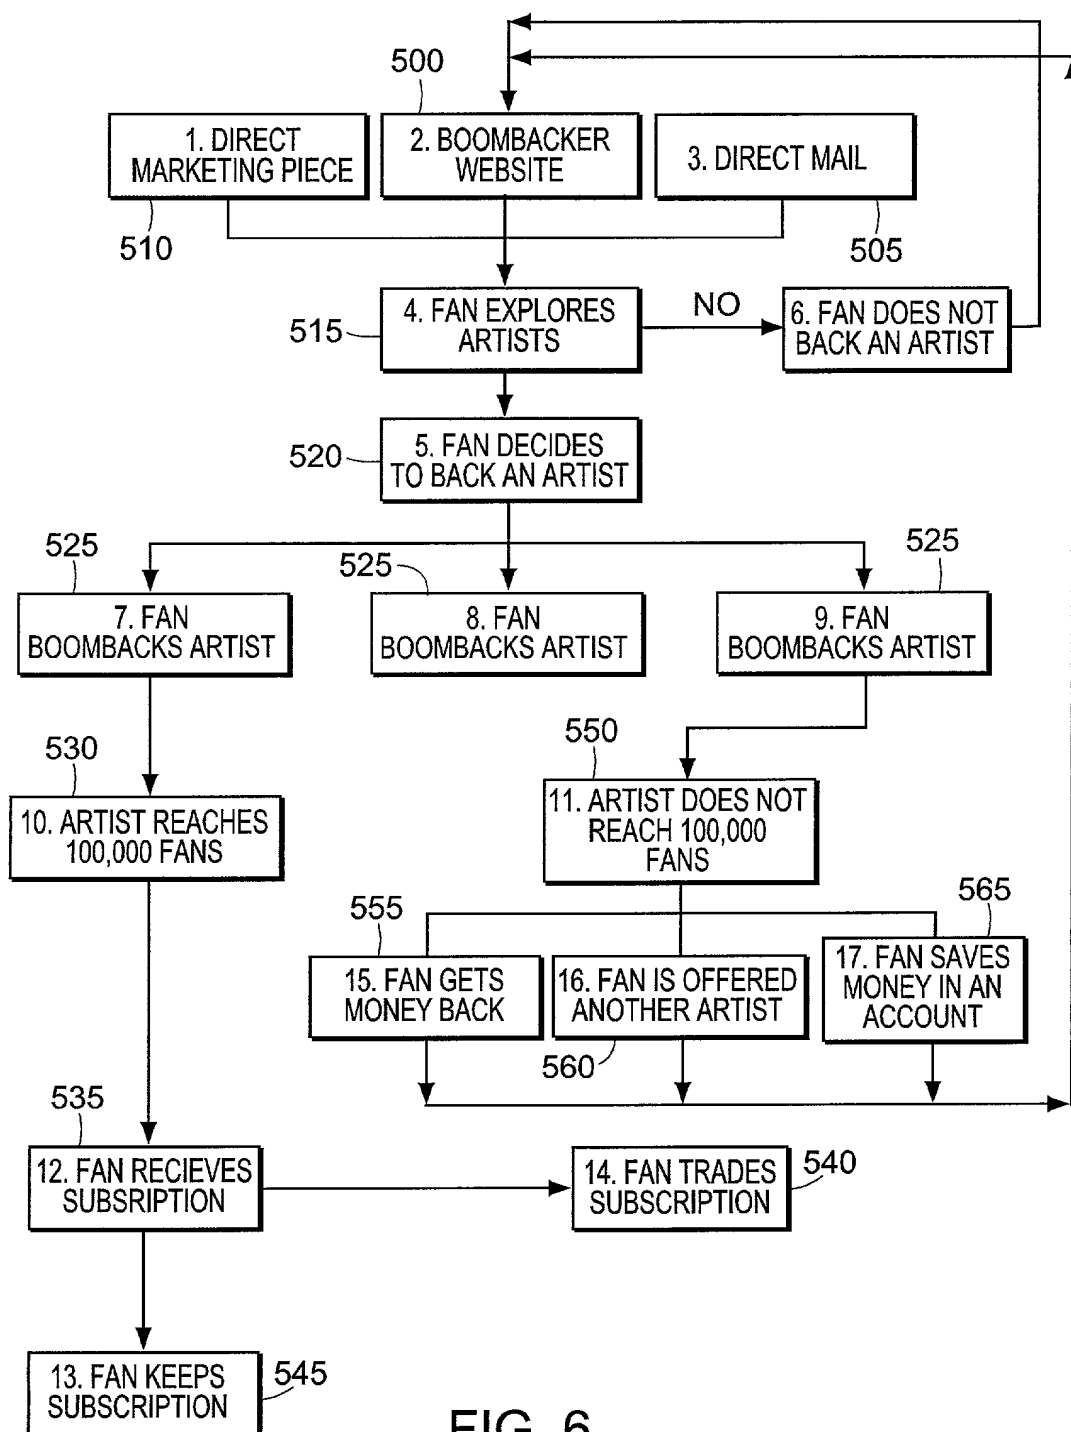 500
1. DIRECT
MARKETING PIECE
2. BOOMBACKER
WEBSITE
3. DIRECT MAIL
510
505
515
4. FAN EXPLORES
ARTISTS
NO
6. FAN DOES NOT
BACK AN ARTIST
520
5. FAN DECIDES
TO BACK AN ARTIST
525
525
525
7. FAN
BOOMBACKS ARTIST
8. FAN
BOOMBACKS ARTIST
9. FAN
BOOMBACKS ARTIST
530
550
10. ARTIST REACHES
100,000 FANS
11. ARTIST DOES NOT
REACH 100,000
FANS
555
565
15. FAN GETS
MONEY BACK
16. FAN IS OFFERED
ANOTHER ARTIST
17. FAN SAVES
MONEY IN AN
ACCOUNT
560
535
12. FAN RECIEVES
SUBSRIPTION
14. FAN TRADES
SUBSCRIPTION
540
13. FAN KEEPS
SUBSCRIPTION
545
FIG. 6